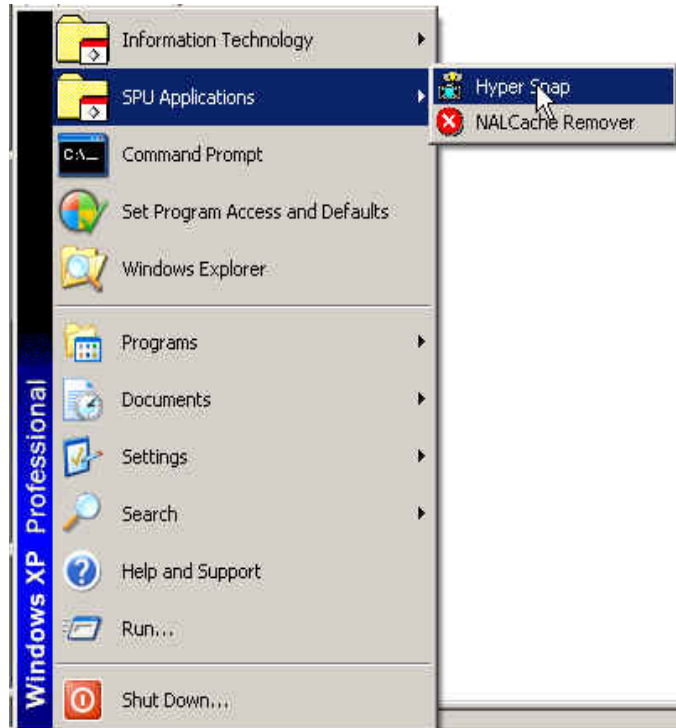 Information Technology
SPU Applications
Hyper Snap
NALCache Remover
C:\_
Command Prompt
Set Program Access and Defaults
Windows Explorer
Programs
Documents
Settings
Search
Help and Support
Run...
Shut Down...
Windows XP Professional